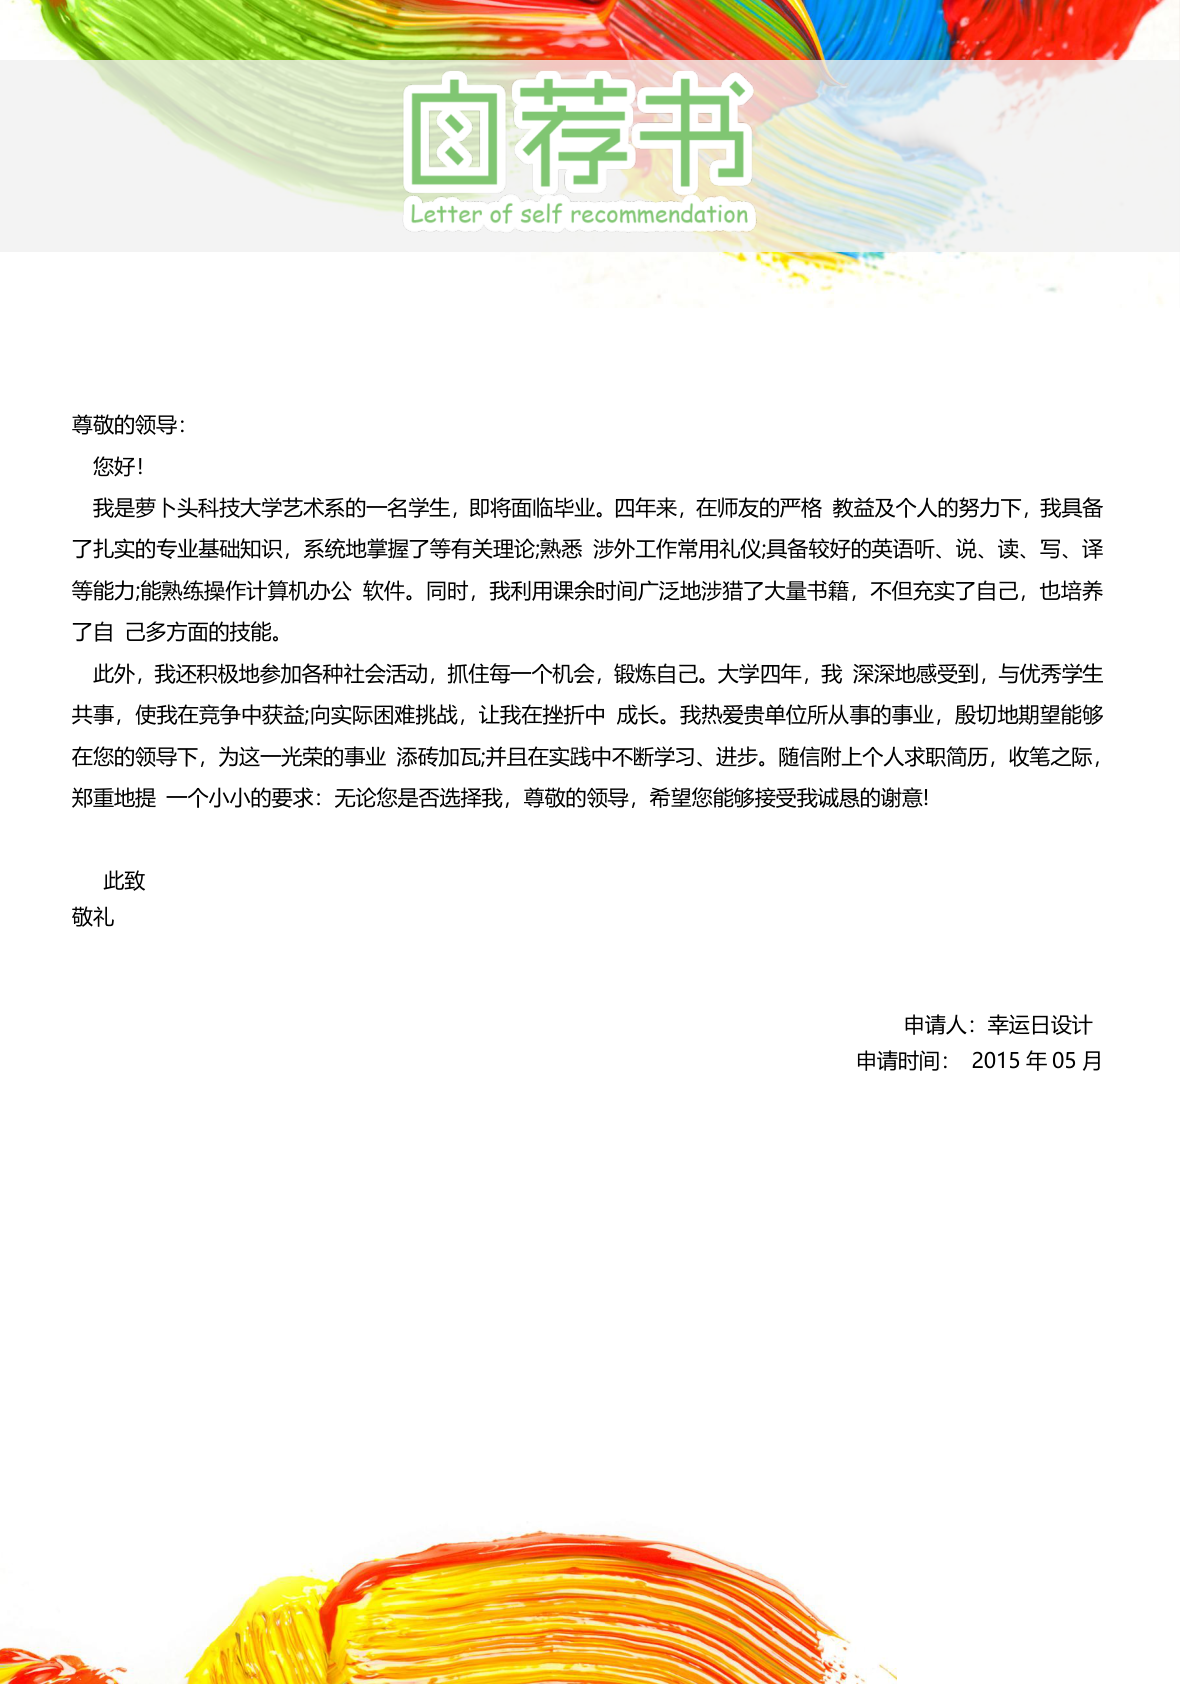 自荐书
Letter of self recommendation
尊敬的领导：
您好！
我是萝卜头科技大学艺术系的一名学生，即将面临毕业。四年来，在师友的严格 教益及个人的努力下，我具备
了扎实的专业基础知识，系统地掌握了等有关理论;熟悉 涉外工作常用礼仪;具备较好的英语听、说、读、写、译
等能力;能熟练操作计算机办公 软件。同时，我利用课余时间广泛地涉猎了大量书籍，不但充实了自己，也培养
了自 己多方面的技能。
此外，我还积极地参加各种社会活动，抓住每一个机会，锻炼自己。大学四年，我 深深地感受到，与优秀学生
共事，使我在竞争中获益;向实际困难挑战，让我在挫折中 成长。我热爱贵单位所从事的事业，殷切地期望能够
在您的领导下，为这一光荣的事业 添砖加瓦;并且在实践中不断学习、进步。随信附上个人求职简历，收笔之际，
郑重地提 一个小小的要求：无论您是否选择我，尊敬的领导，希望您能够接受我诚恳的谢意!
此致
敬礼
申请人：幸运日设计
申请时间： 2015 年 05 月